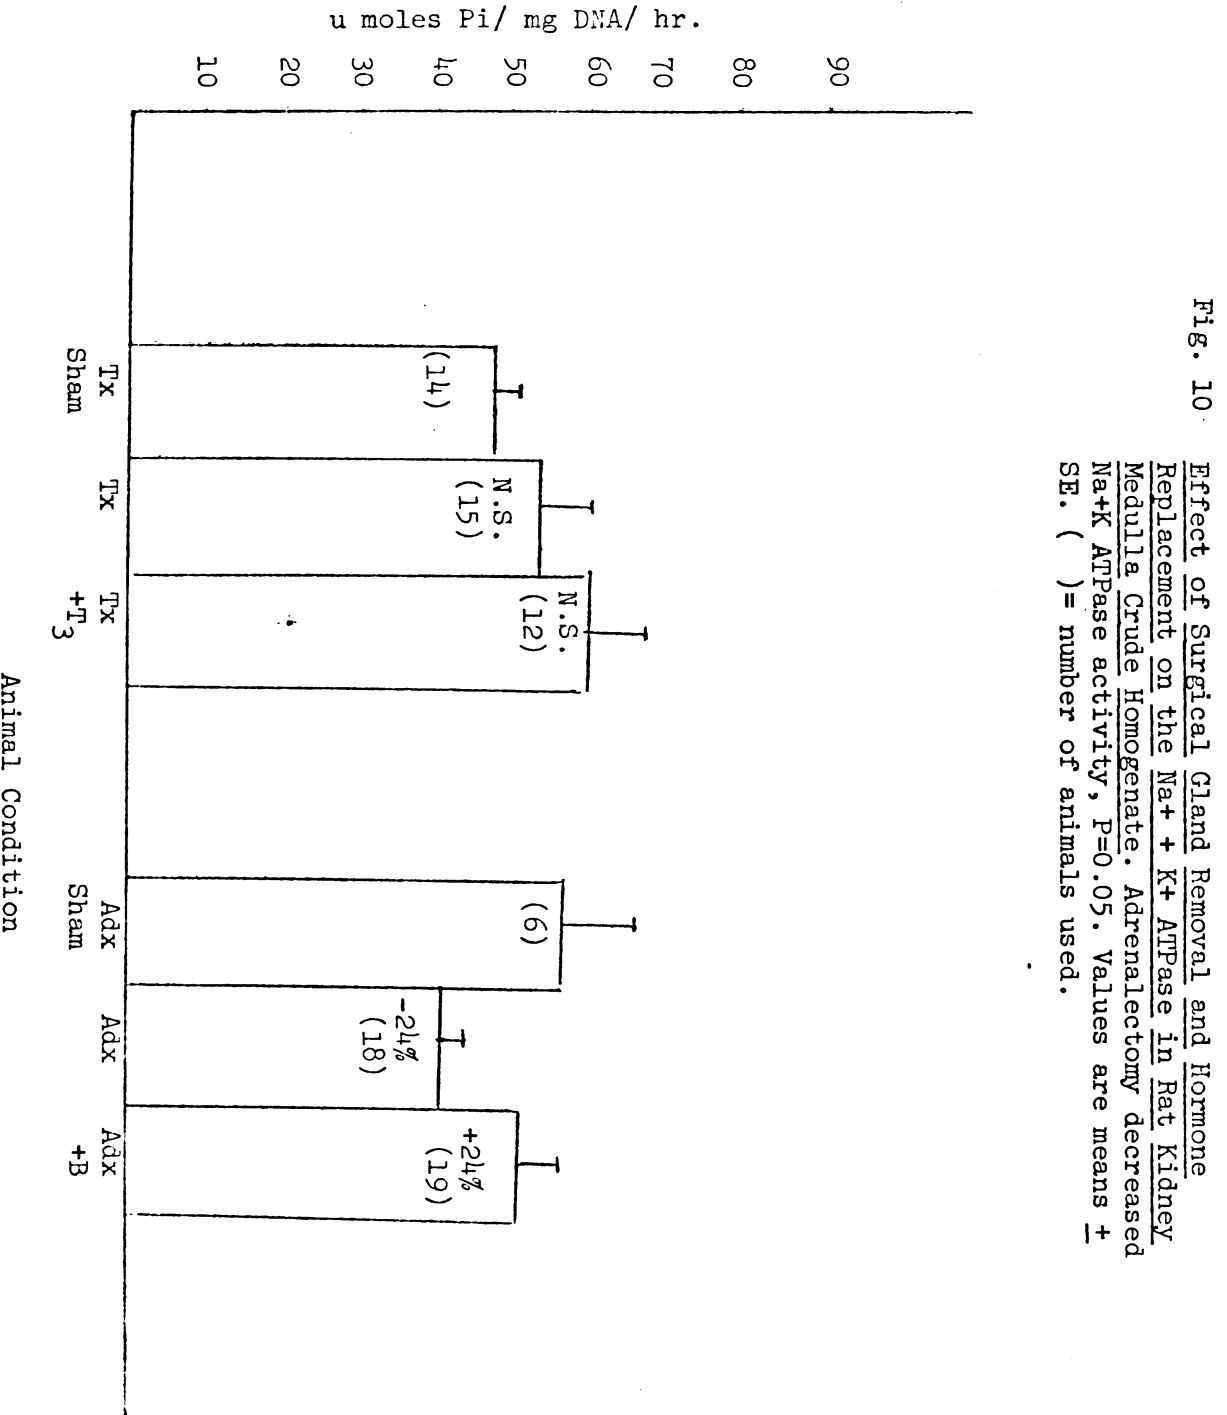 Fig. 10
Effect of Surgical Gland Removal and Hormone
Replacement on the Na+ + K+ ATPase in Rat Kidney
Medulla Crude Homogenate. Adrenalectomy decreased
Na+K ATPase activity, P=0.05. Values are means ±
SE. ( )= number of animals used.
u moles Pi/ mg DNA/ hr.
90
80
70
60
50
40
30
20
10
(14)
N.S.
(15)
N.S.
(12)
(6)
-24%
(18)
+24%
(19)
Tx
Sham
Tx
Tx
+T3
Adx
Sham
Adx
Adx
+B
Animal Condition